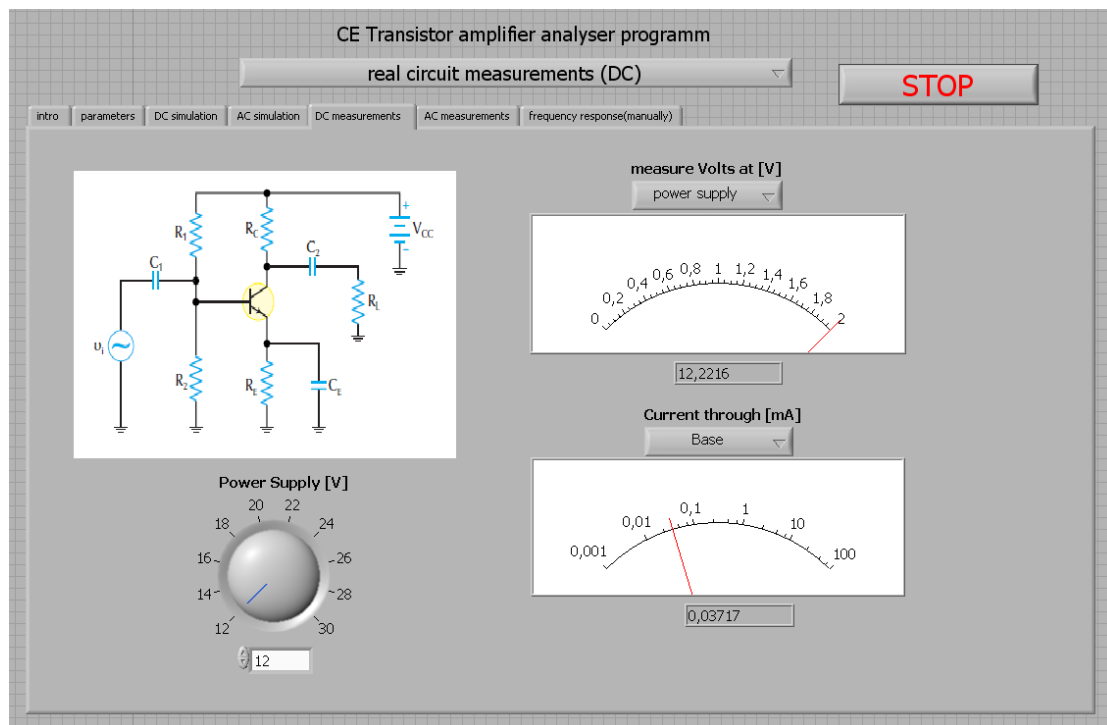 CE Transistor amplifier analyser programm
real circuit measurements (DC)
STOP
intro parameters DC simulation AC simulation DC measurements AC measurements frequency response(manually)
R1
RC
+
VCC
-
C1
C2
RL
υi
R2
RE
CE
Power Supply [V]
12 14 16 18 20 22 24 26 28 30
12
measure Volts at [V]
power supply
0 0,2 0,4 0,6 0,8 1 1,2 1,4 1,6 1,8 2
12,2216
Current through [mA]
Base
0,001 0,01 0,1 1 10 100
0,03717